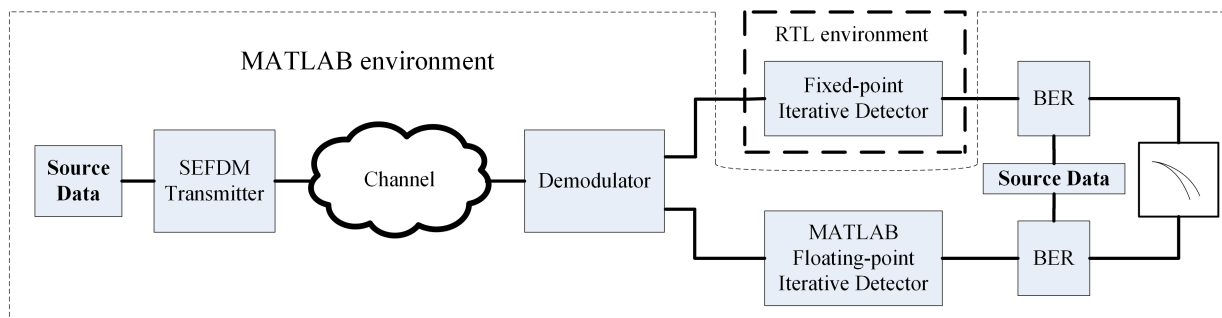 MATLAB environment
RTL environment
Fixed-point
Iterative Detector
BER
Source
Data
SEFDM
Transmitter
Channel
Demodulator
Source Data
MATLAB
Floating-point
Iterative Detector
BER